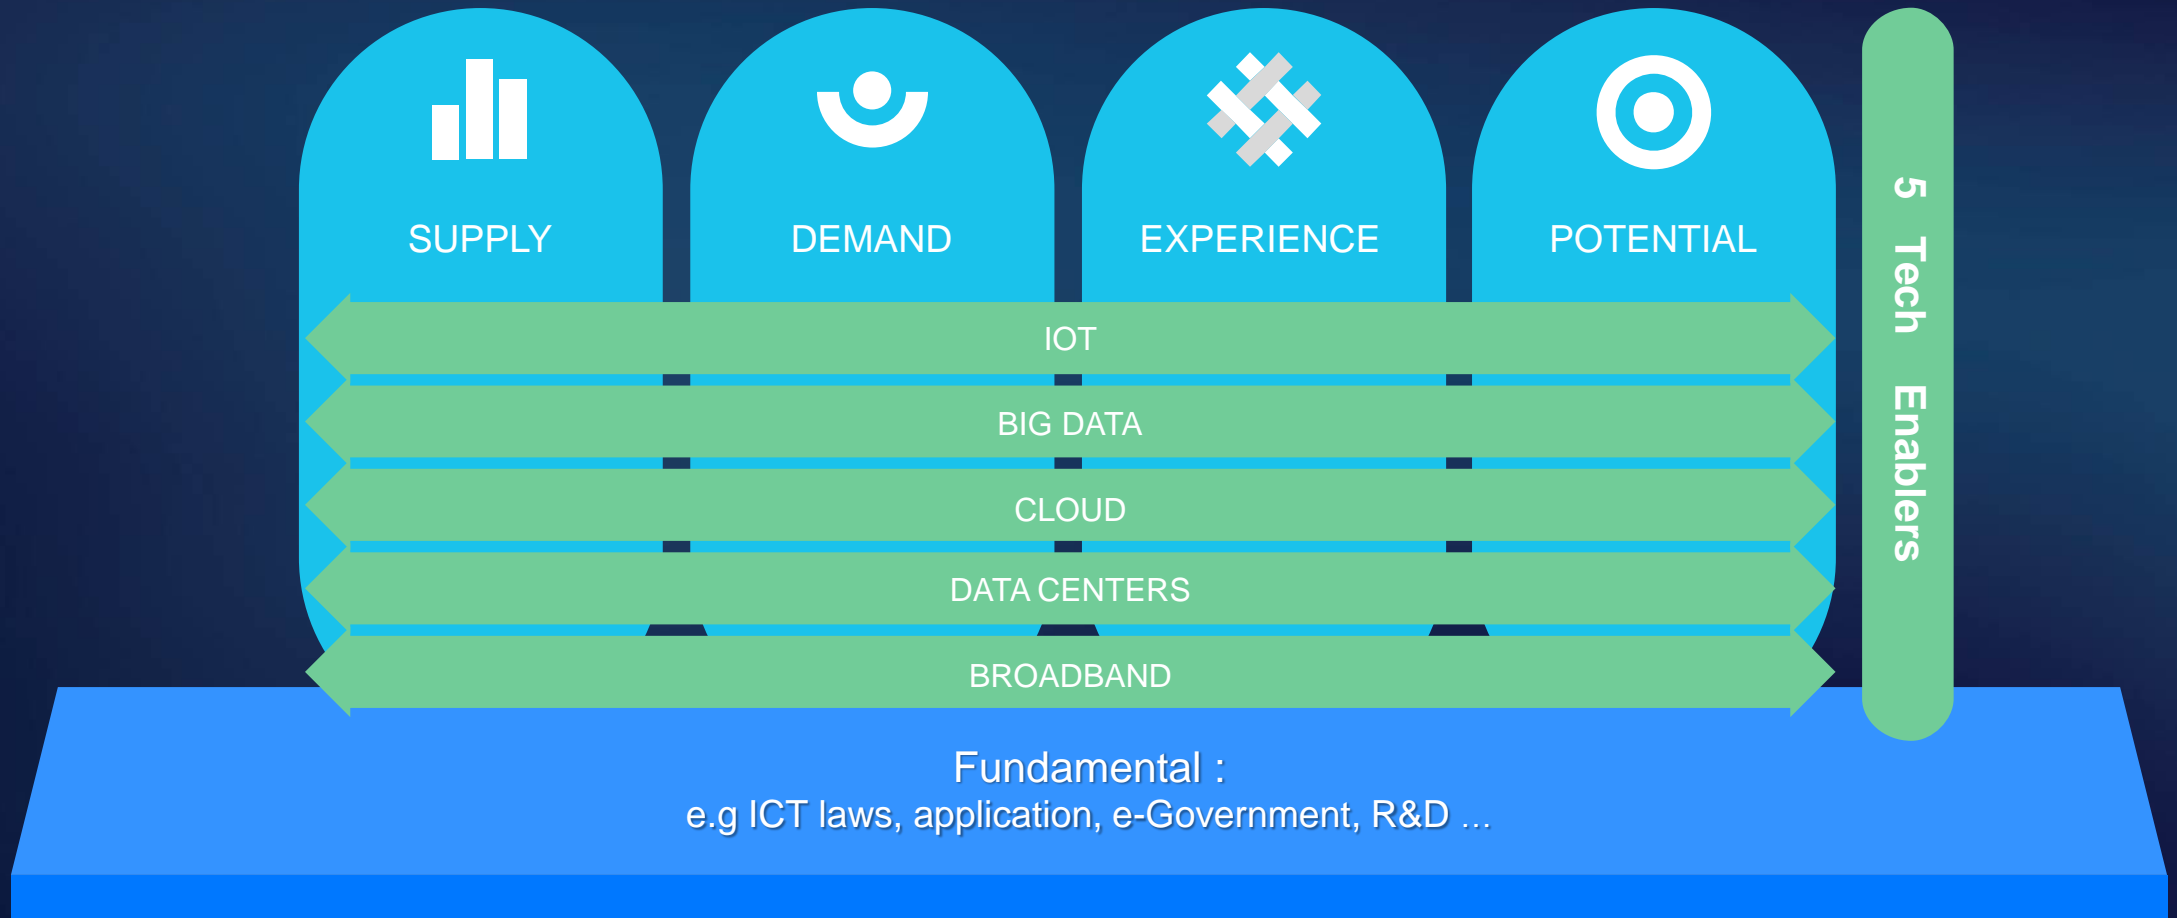 SUPPLY
DEMAND
EXPERIENCE
POTENTIAL
5 Tech Enablers
IOT
BIG DATA
CLOUD
DATA CENTERS
BROADBAND
Fundamental :
e.g ICT laws, application, e-Government, R&D ...